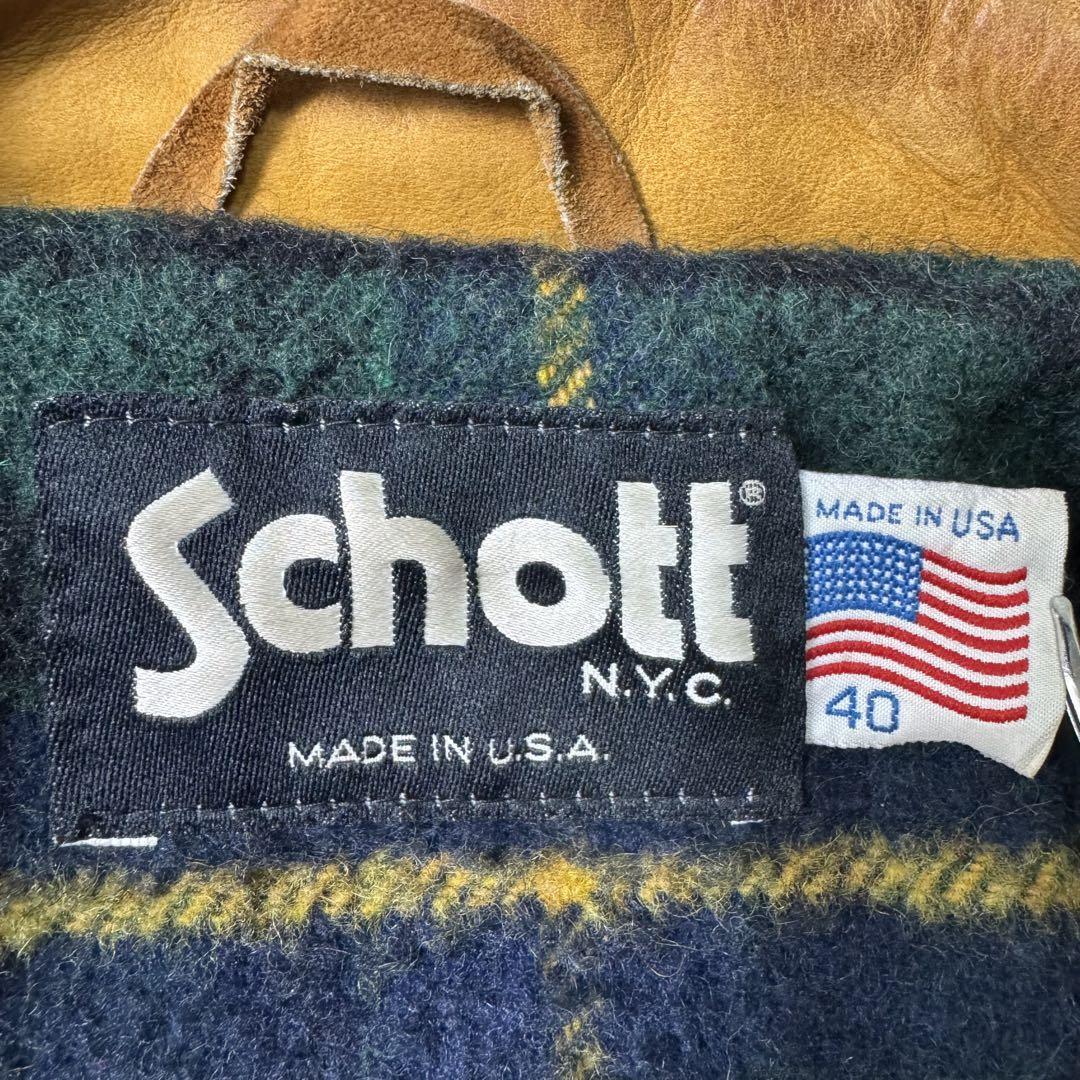 Schott®
N.Y.C.
MADE IN U.S.A.
MADE IN USA
40